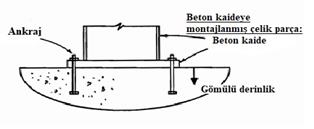 Beton kaideye
montajlanmış çelik parça:
Ankraj
Beton kaide
Gömülü derinlik